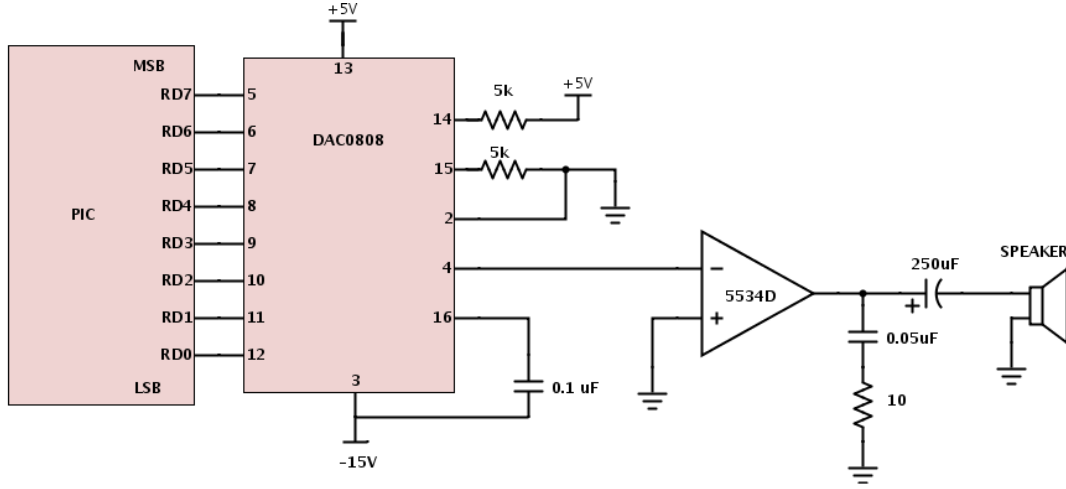 +5V
MSB
13
RD7
5
5k
+5V
14
RD6
6
DAC0808
5k
RD5
7
15
PIC
RD4
8
2
RD3
9
SPEAKER
4
−
250uF
RD2
10
5534D
+
RD1
11
16
+
0.05uF
RD0
12
3
0.1 uF
LSB
10
-15V